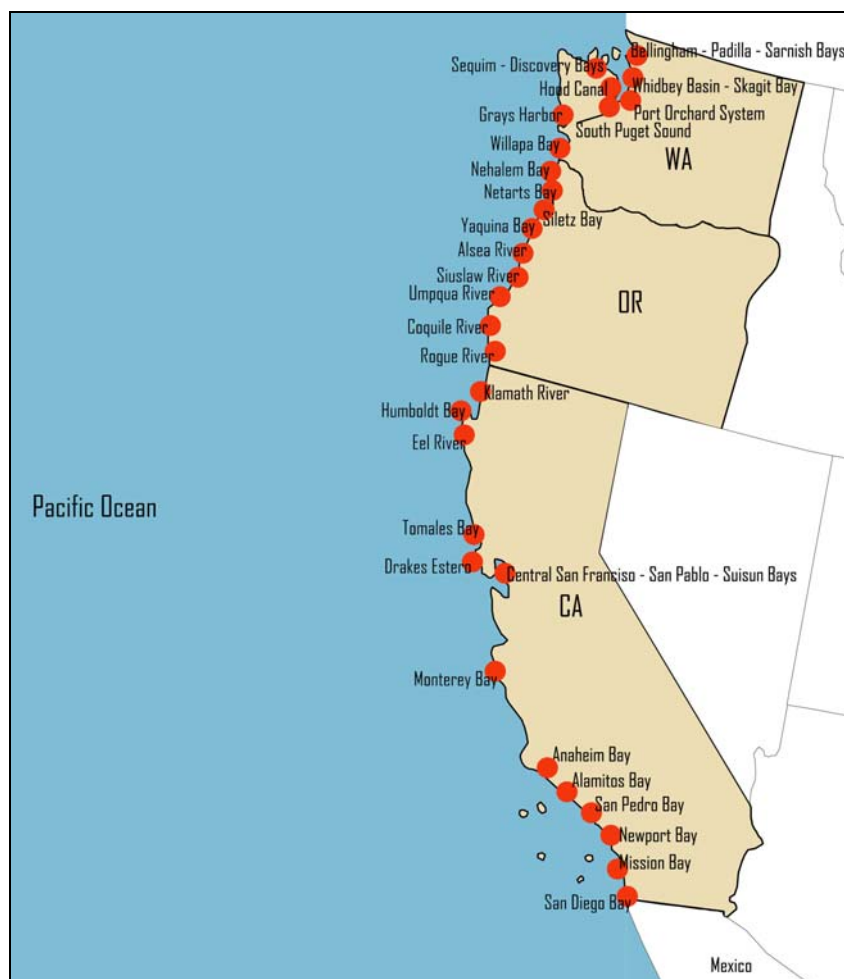 Bellingham - Padilla - Sarnish Bays
Sequim - Discovery Bays
Hood Canal
Whidbey Basin - Skagit Bay
Grays Harbor
Port Orchard System
South Puget Sound
Willapa Bay
WA
Nehalem Bay
Netarts Bay
Siletz Bay
Yaquina Bay
Alsea River
Siuslaw River
Umpqua River
OR
Coquile River
Rogue River
Klamath River
Humboldt Bay
Eel River
Pacific Ocean
Tomales Bay
Drakes Estero
Central San Franciso - San Pablo - Suisun Bays
CA
Monterey Bay
Anaheim Bay
Alamitos Bay
San Pedro Bay
Newport Bay
Mission Bay
San Diego Bay
Mexico